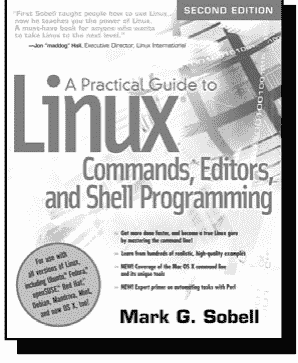 SECOND EDITION
"First Sobell taught people how to use Linux,
now he teaches you the power of Linux.
A must-have book for anyone who wants
to take Linux to the next level."
—Jon "maddog" Hall, Executive Director, Linux International
A Practical Guide to
Linux®
Commands, Editors,
and Shell Programming
Get more done faster, and become a true Linux guru
by mastering the command line!
Learn from hundreds of realistic, high-quality examples
NEW! Coverage of the Mac OS X command line
and its unique tools
NEW! Expert primer on automating tasks with Perl
For use with
all versions of Linux,
including Ubuntu,™ Fedora,™
openSUSE,™ Red Hat,®
Debian, Mandriva, Mint,
and now OS X, too!
Mark G. Sobell